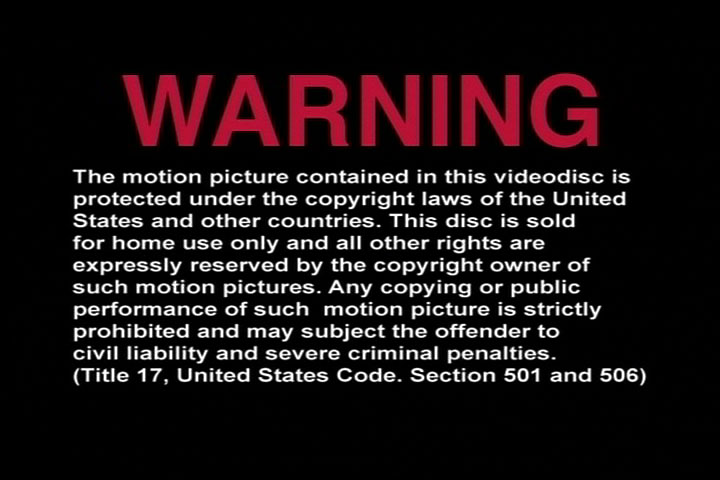 WARNING
The motion picture contained in this videodisc is
protected under the copyright laws of the United
States and other countries. This disc is sold
for home use only and all other rights are
expressly reserved by the copyright owner of
such motion pictures. Any copying or public
performance of such  motion picture is strictly
prohibited and may subject the offender to
civil liability and severe criminal penalties.
(Title 17, United States Code. Section 501 and 506)